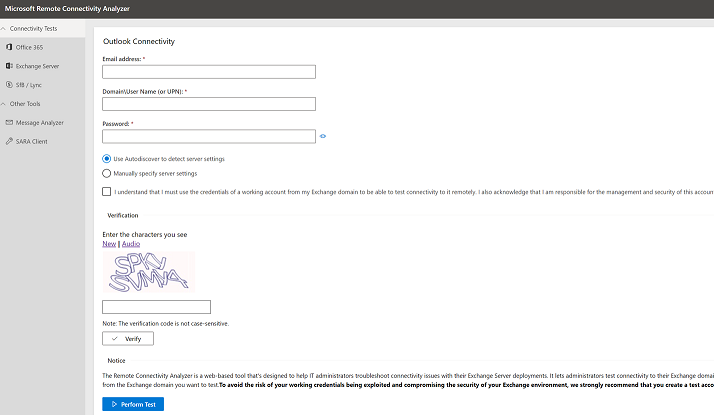 Microsoft Remote Connectivity Analyzer
Connectivity Tests
Office 365
Exchange Server
SfB / Lync
Other Tools
Message Analyzer
SARA Client
Outlook Connectivity
Email address: *
Domain\User Name (or UPN): *
Password: *
Use Autodiscover to detect server settings
Manually specify server settings
I understand that I must use the credentials of a working account from my Exchange domain to be able to test connectivity to it remotely. I also acknowledge that I am responsible for the management and security of this accoun
Verification
Enter the characters you see
New | Audio
Note: The verification code is not case-sensitive.
Verify
Notice
The Remote Connectivity Analyzer is a web-based tool that's designed to help IT administrators troubleshoot connectivity issues with their Exchange Server deployments. It lets administrators test connectivity to their Exchange domai
from the Exchange domain you want to test.To avoid the risk of your working credentials being exploited and compromising the security of your Exchange environment, we strongly recommend that you create a test acco
Perform Test